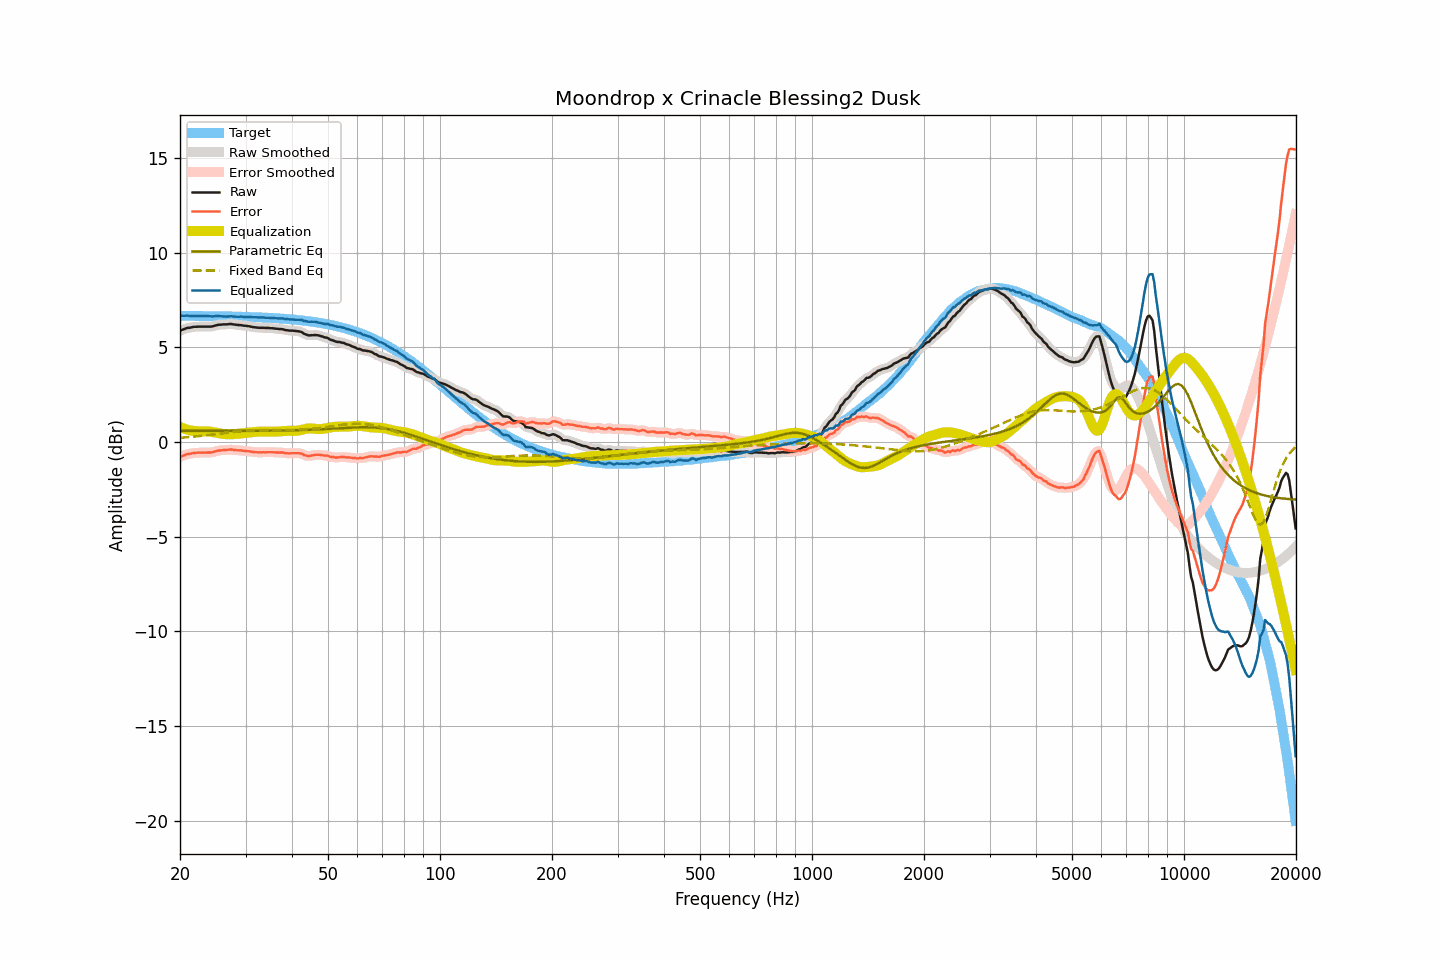 Moondrop x Crinacle Blessing2 Dusk
Target
Raw Smoothed
Error Smoothed
Raw
Error
Equalization
Parametric Eq
Fixed Band Eq
Equalized
15
10
5
0
−5
−10
−15
−20
Amplitude (dBr)
20 50 100 200 500 1000 2000 5000 10000 20000
Frequency (Hz)